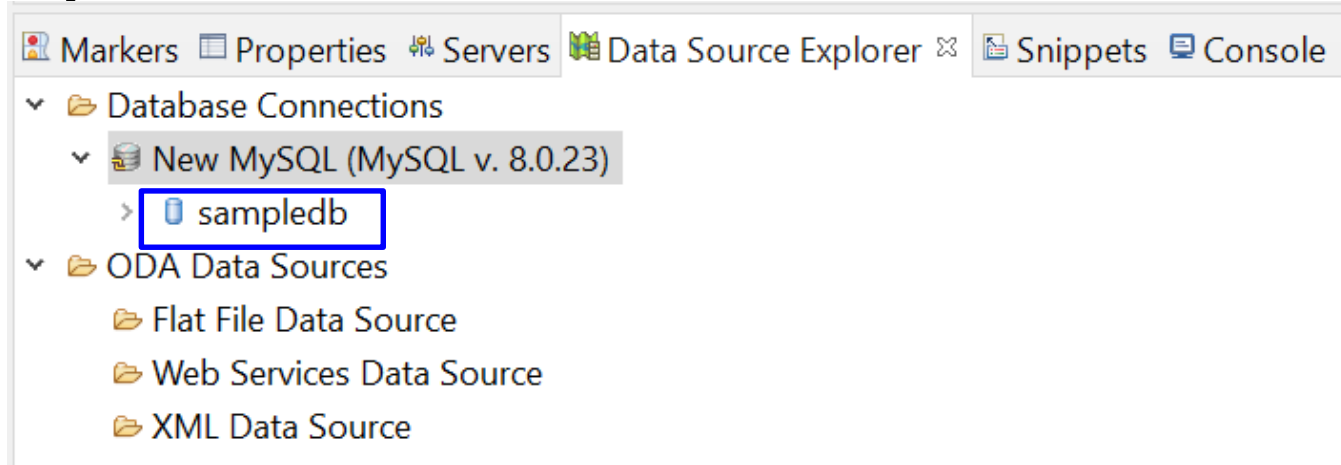 Markers Properties Servers Data Source Explorer Snippets Console
Database Connections
New MySQL (MySQL v. 8.0.23)
sampledb
ODA Data Sources
Flat File Data Source
Web Services Data Source
XML Data Source